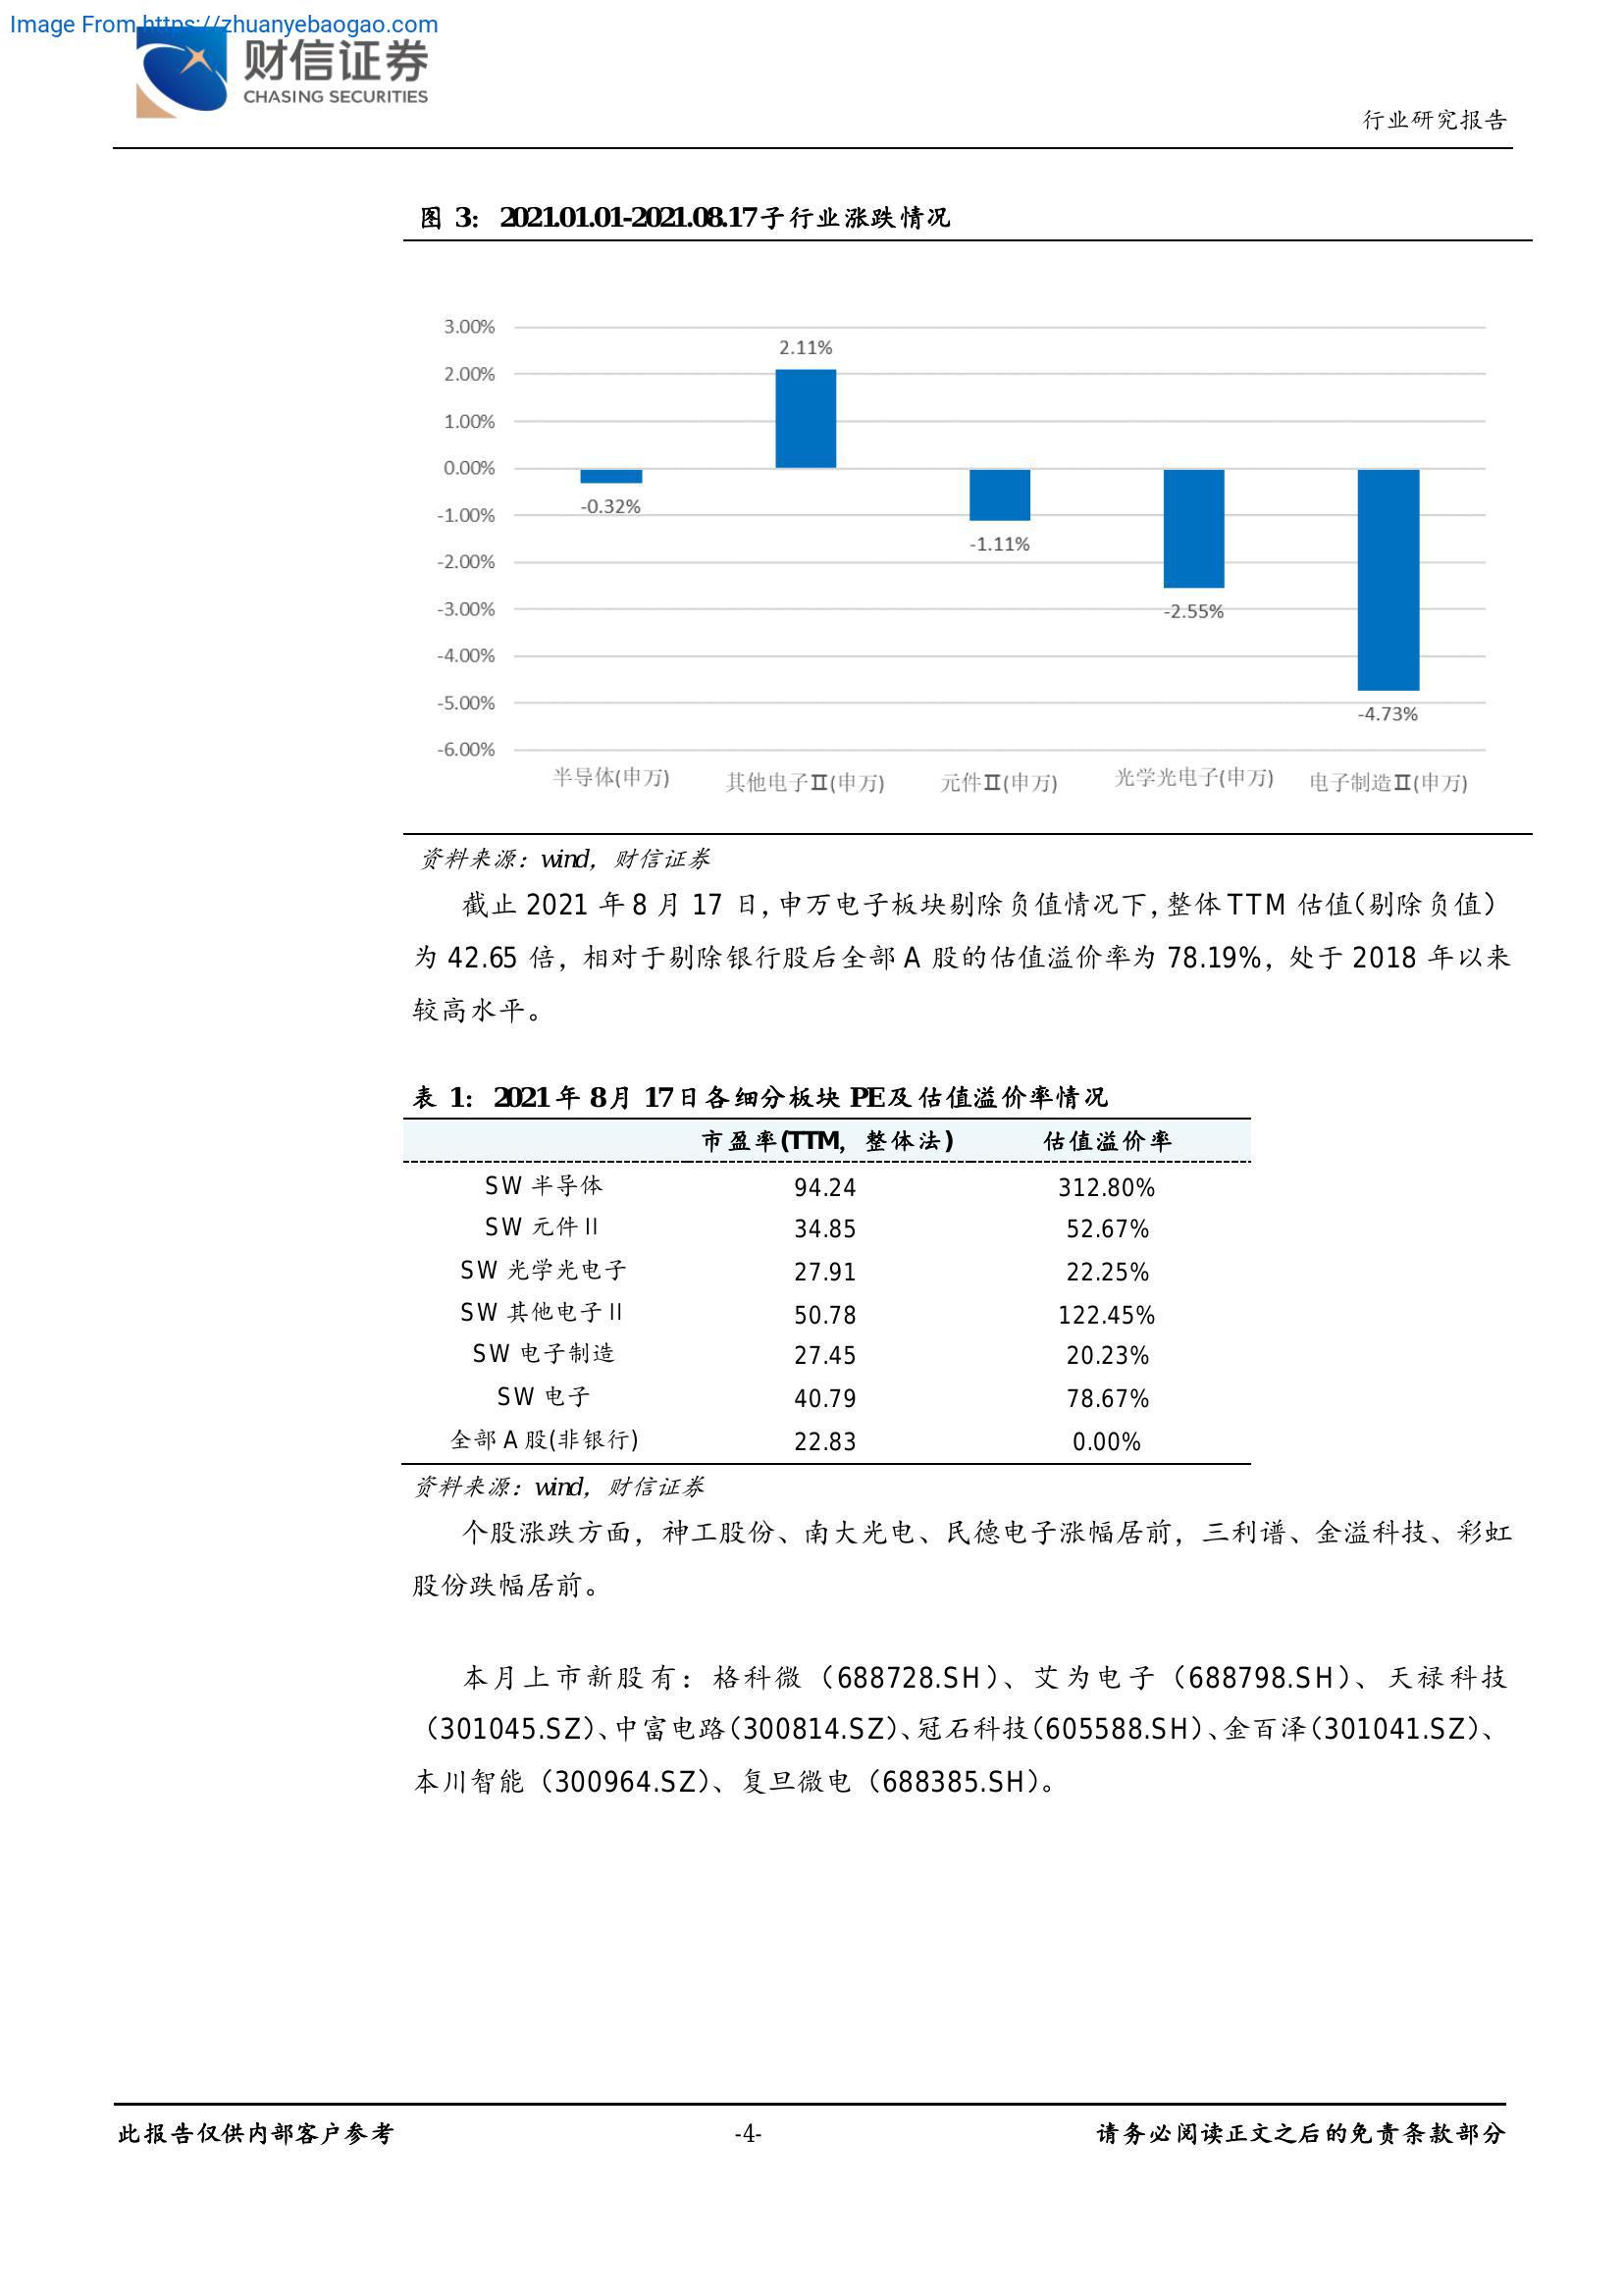 Image From https://zhuanyebaogao.com
财信证券
CHASING SECURITIES
行业研究报告
图 3: 2021.01.01-2021.08.17子行业涨跌情况
3.00%
2.00%
1.00%
0.00%
-1.00%
-2.00%
-3.00%
-4.00%
-5.00%
-6.00%
-0.32%
2.11%
-1.11%
-2.55%
-4.73%
半导体(申万) 其他电子Ⅱ(申万) 元件Ⅱ(申万) 光学光电子(申万) 电子制造Ⅱ(申万)
资料来源：wind，财信证券
截止 2021 年 8 月 17 日，申万电子板块剔除负值情况下，整体 TTM 估值（剔除负值）
为 42.65 倍，相对于剔除银行股后全部 A 股的估值溢价率为 78.19%，处于 2018 年以来
较高水平。
表 1: 2021年 8月 17日各细分板块 PE及估值溢价率情况
市盈率(TTM，整体法) 估值溢价率
SW 半导体 94.24 312.80%
SW 元件Ⅱ 34.85 52.67%
SW 光学光电子 27.91 22.25%
SW 其他电子Ⅱ 50.78 122.45%
SW 电子制造 27.45 20.23%
SW 电子 40.79 78.67%
全部 A 股(非银行) 22.83 0.00%
资料来源：wind，财信证券
个股涨跌方面，神工股份、南大光电、民德电子涨幅居前，三利谱、金溢科技、彩虹
股份跌幅居前。
本月上市新股有：格科微（688728.SH）、艾为电子（688798.SH）、天禄科技
（301045.SZ）、中富电路（300814.SZ）、冠石科技（605588.SH）、金百泽（301041.SZ）、
本川智能（300964.SZ）、复旦微电（688385.SH）。
此报告仅供内部客户参考 -4- 请务必阅读正文之后的免责条款部分